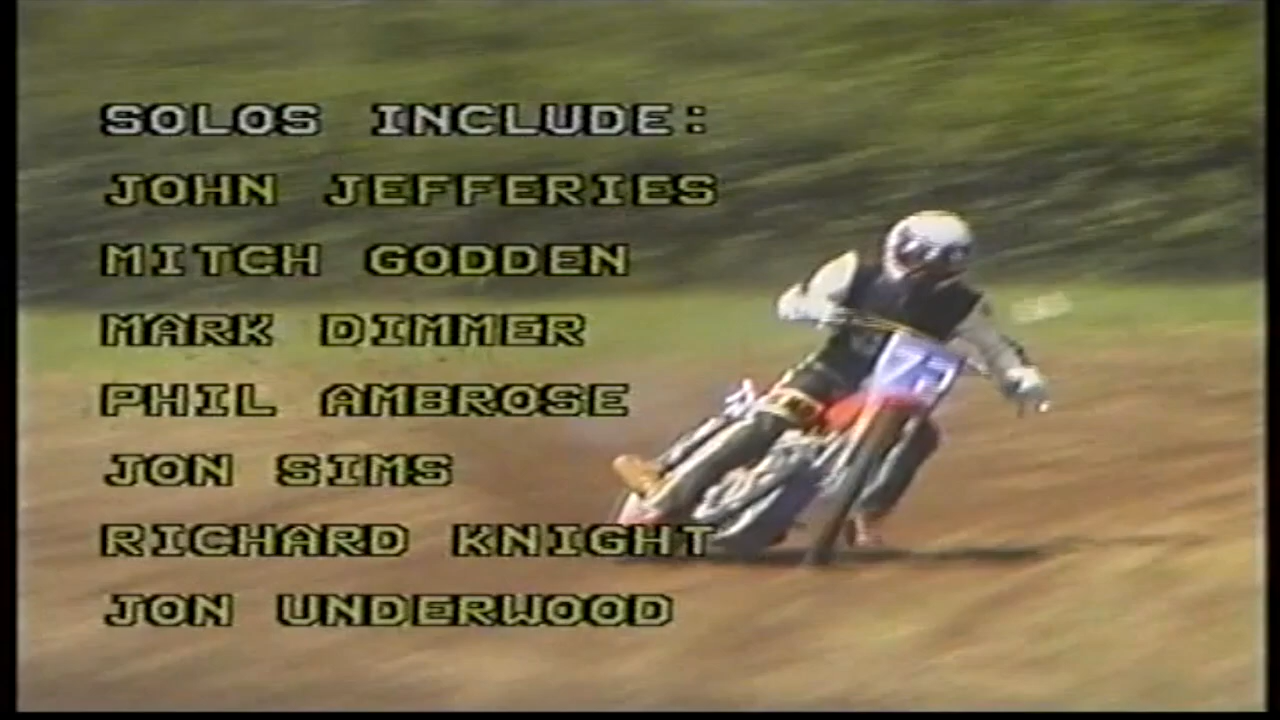 SOLOS INCLUDE:
JOHN JEFFERIES
MITCH GODDEN
MARK DIMMER
PHIL AMBROSE
JON SIMS
RICHARD KNIGHT
JON UNDERWOOD